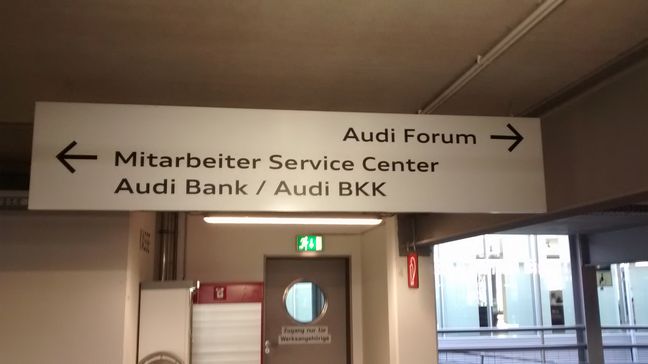 Audi Forum
Mitarbeiter Service Center
Audi Bank / Audi BKK
Zugang nur für
Werksangehörige